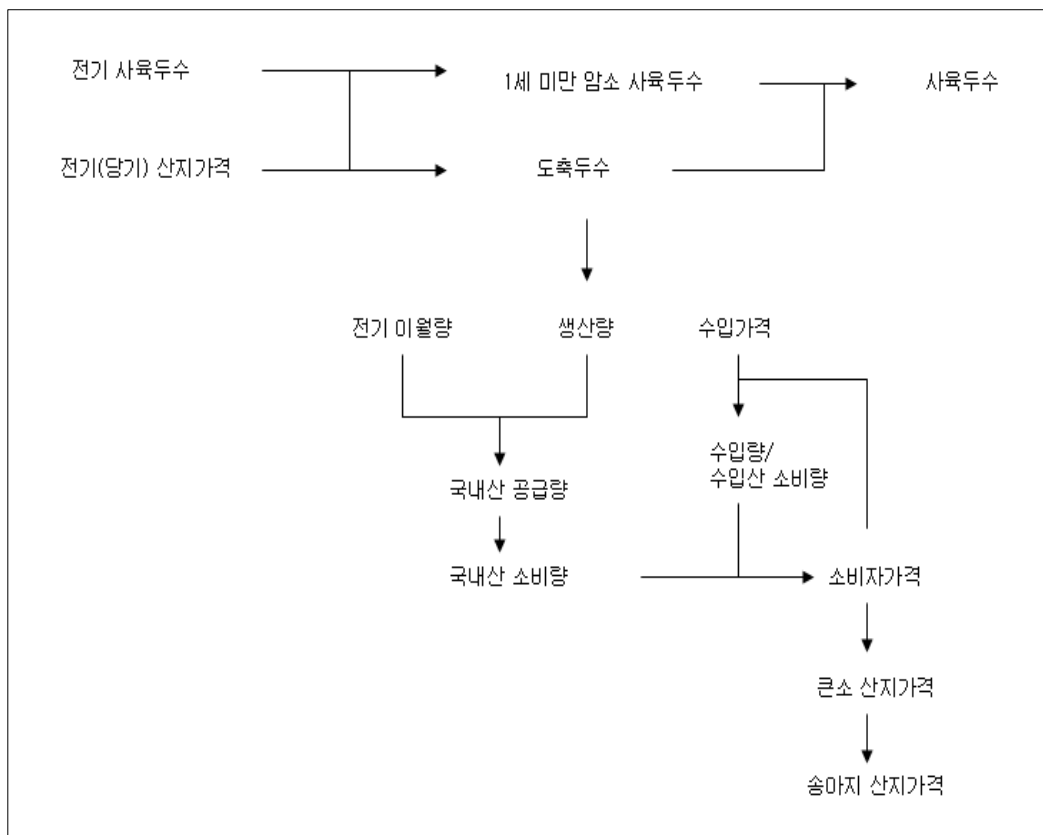 전기 사육두수
1세 미만 암소 사육두수
사육두수
전기(당기) 산지가격
도축두수
전기 이월량
생산량
수입가격
수입량/
수입산 소비량
국내산 공급량
국내산 소비량
소비자가격
큰소 산지가격
송아지 산지가격